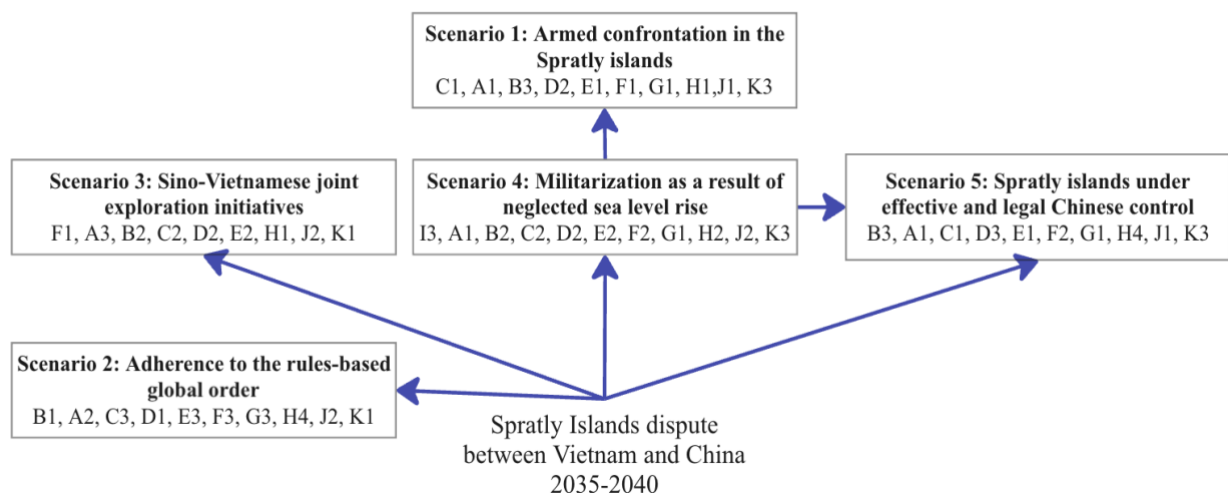 Scenario 1: Armed confrontation in the
Spratly islands
C1, A1, B3, D2, E1, F1, G1, H1,J1, K3
Scenario 3: Sino-Vietnamese joint
exploration initiatives
F1, A3, B2, C2, D2, E2, H1, J2, K1
Scenario 4: Militarization as a result of
neglected sea level rise
I3, A1, B2, C2, D2, E2, F2, G1, H2, J2, K3
Scenario 5: Spratly islands under
effective and legal Chinese control
B3, A1, C1, D3, E1, F2, G1, H4, J1, K3
Scenario 2: Adherence to the rules-based
global order
B1, A2, C3, D1, E3, F3, G3, H4, J2, K1
Spratly Islands dispute
between Vietnam and China
2035-2040